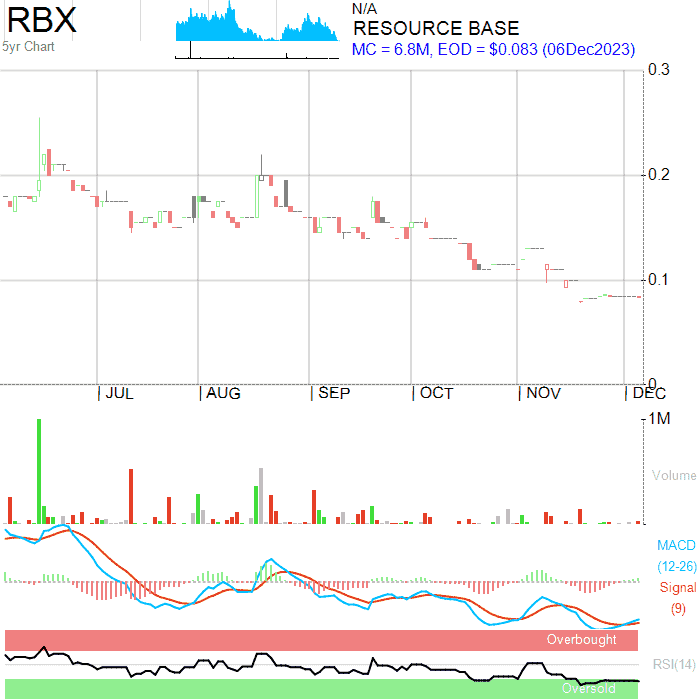 RBX
5yr Chart
N/A
RESOURCE BASE
MC = 6.8M, EOD = $0.083 (06Dec2023)
0.3
0.2
0.1
0
JUL
AUG
SEP
OCT
NOV
DEC
1M
Volume
MACD
(12-26)
Signal
(9)
Overbought
RSI(14)
Oversold